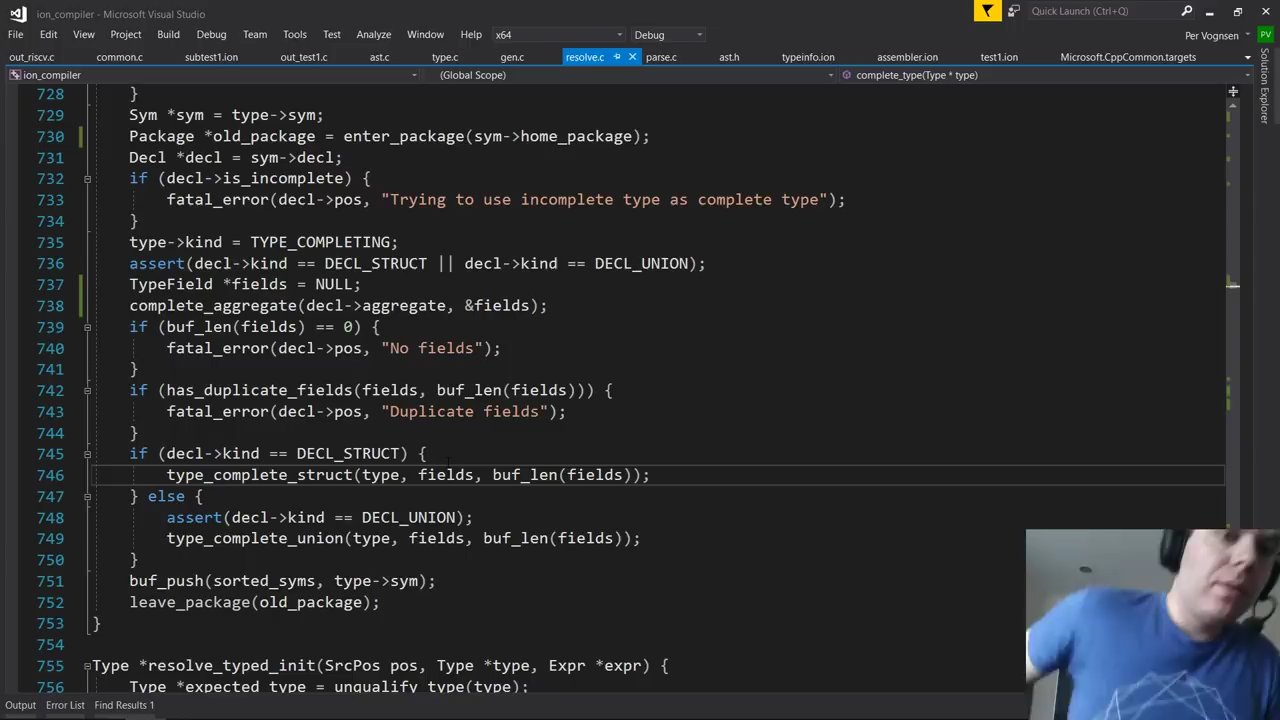 ion_compiler - Microsoft Visual Studio
Quick Launch (Ctrl+Q)
File Edit View Project Build Debug Team Tools Test Analyze Window Help x64 Debug Per Vognsen PV
out_riscv.c common.c subtest1.ion out_test1.c ast.c type.c gen.c resolve.c parse.c ast.h typeinfo.ion assembler.ion test1.ion Microsoft.CppCommon.targets
ion_compiler (Global Scope) complete_type(Type * type)
Solution Explorer
728 }
729 Sym *sym = type->sym;
730 Package *old_package = enter_package(sym->home_package);
731 Decl *decl = sym->decl;
732 if (decl->is_incomplete) {
733 fatal_error(decl->pos, "Trying to use incomplete type as complete type");
734 }
735 type->kind = TYPE_COMPLETING;
736 assert(decl->kind == DECL_STRUCT || decl->kind == DECL_UNION);
737 TypeField *fields = NULL;
738 complete_aggregate(decl->aggregate, &fields);
739 if (buf_len(fields) == 0) {
740 fatal_error(decl->pos, "No fields");
741 }
742 if (has_duplicate_fields(fields, buf_len(fields))) {
743 fatal_error(decl->pos, "Duplicate fields");
744 }
745 if (decl->kind == DECL_STRUCT) {
746 type_complete_struct(type, fields, buf_len(fields));
747 } else {
748 assert(decl->kind == DECL_UNION);
749 type_complete_union(type, fields, buf_len(fields));
750 }
751 buf_push(sorted_syms, type->sym);
752 leave_package(old_package);
753 }
754
755 Type *resolve_typed_init(SrcPos pos, Type *type, Expr *expr) {
756 Type *expected_type = unqualify_type(type);
Output Error List Find Results 1